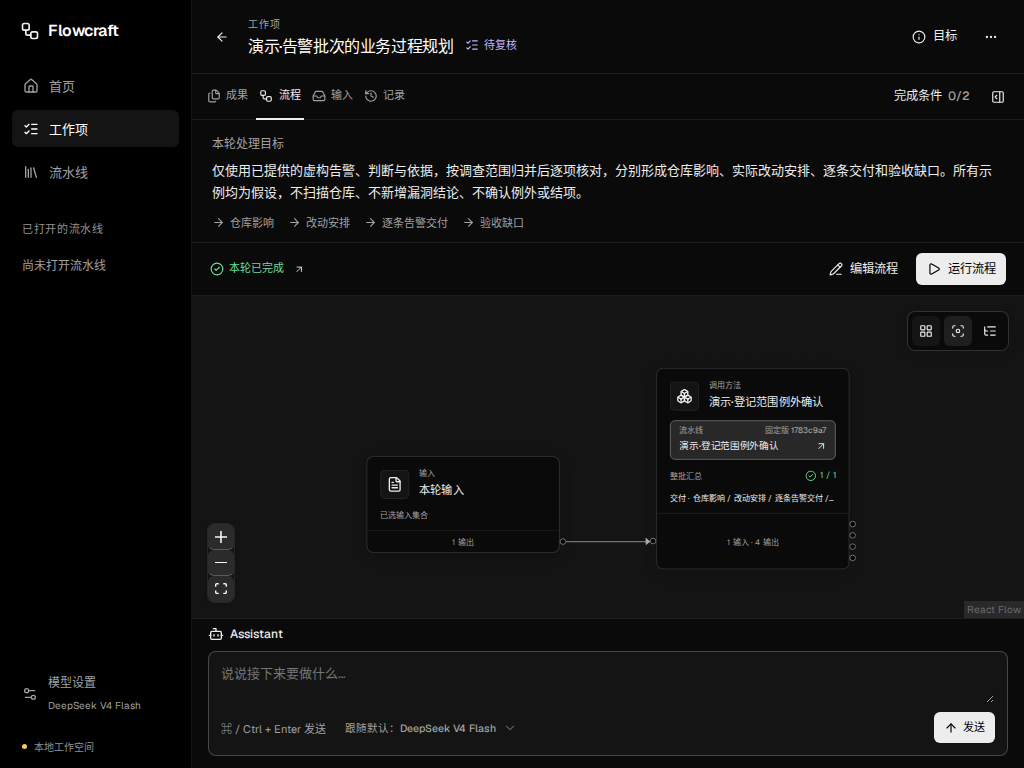 Flowcraft
首页
工作项
流水线
已打开的流水线
尚未打开流水线
模型设置
DeepSeek V4 Flash
本地工作空间
工作项
演示·告警批次的业务过程规划
待复核
目标
成果
流程
输入
记录
完成条件 0/2
本轮处理目标
仅使用已提供的虚构告警、判断与依据，按调查范围归并后逐项核对，分别形成仓库影响、实际改动安排、逐条交付和验收缺口。所有示
例均为假设，不扫描仓库、不新增漏洞结论、不确认例外或结项。
仓库影响
改动安排
逐条告警交付
验收缺口
本轮已完成
编辑流程
运行流程
输入
本轮输入
已选输入集合
1 输出
调用方法
演示·登记范围例外确认
流水线
固定版 1783c9a7
演示·登记范围例外确认
整批汇总
1 / 1
交付 · 仓库影响 / 改动安排 / 逐条告警交付 /...
1 输入 · 4 输出
React Flow
Assistant
说说接下来要做什么...
⌘ / Ctrl + Enter 发送
跟随默认：DeepSeek V4 Flash
发送